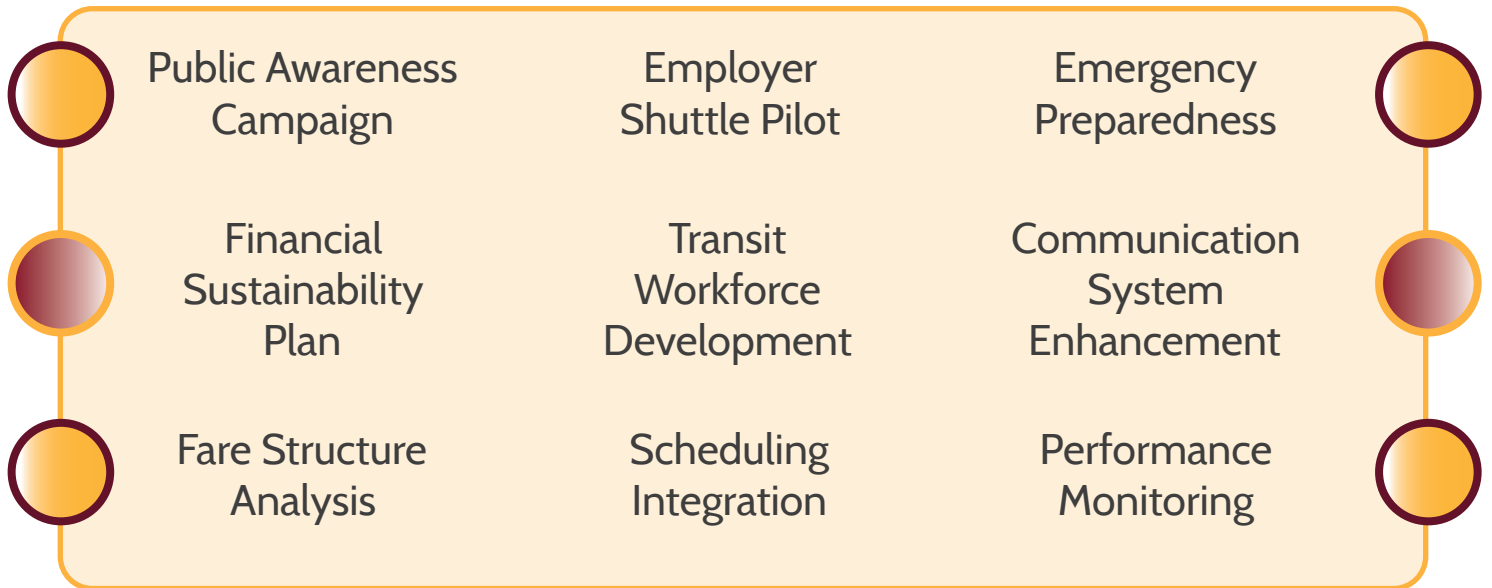 Public Awareness
Campaign
Employer
Shuttle Pilot
Emergency
Preparedness
Financial
Sustainability
Plan
Transit
Workforce
Development
Communication
System
Enhancement
Fare Structure
Analysis
Scheduling
Integration
Performance
Monitoring